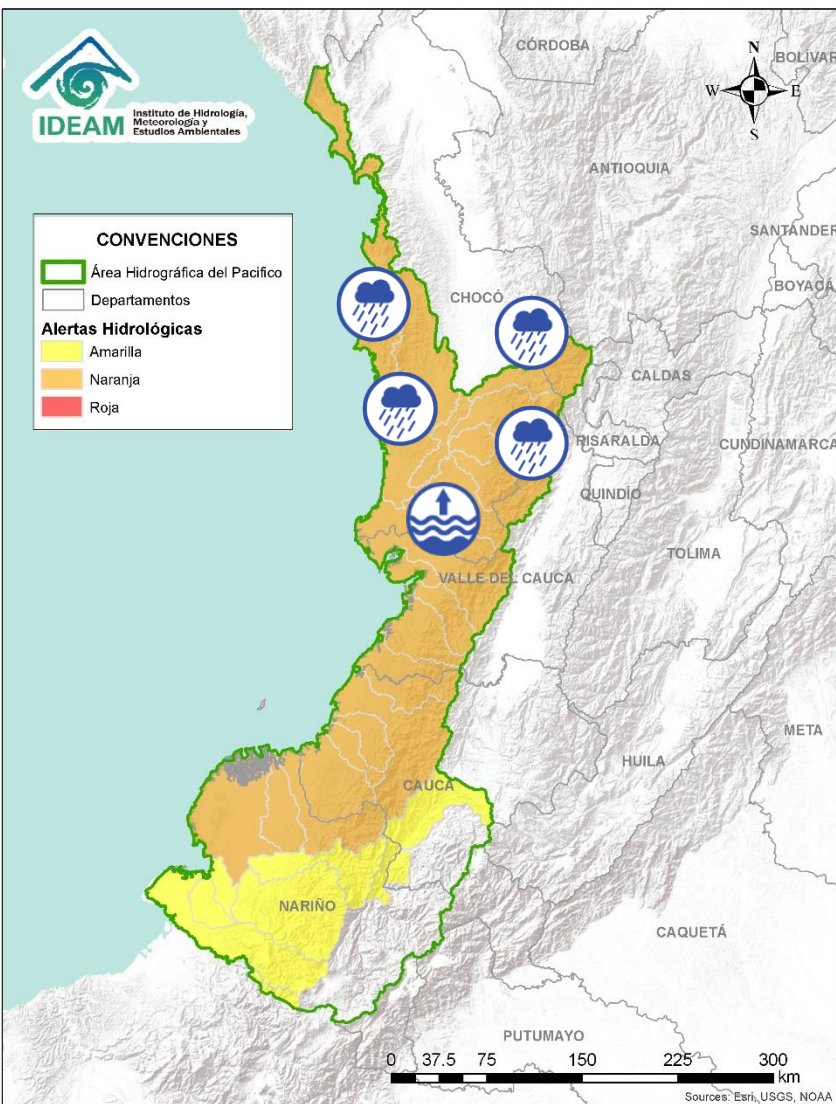 IDEAM
Instituto de Hidrología,
Meteorología y
Estudios Ambientales
N
W
E
S
CONVENCIONES
Área Hidrográfica del Pacifico
Departamentos
Alertas Hidrológicas
Amarilla
Naranja
Roja
CÓRDOBA
BOLÍVAR
ANTIOQUIA
SANTANDER
BOYACÁ
CHOCÓ
CALDAS
RISARALDA
CUNDINAMARCA
QUINDÍO
TOLIMA
VALLE DEL CAUCA
META
HUILA
CAUCA
NARIÑO
CAQUETÁ
PUTUMAYO
0 37.5 75 150 225 300
km
Sources: Esri, USGS, NOAA